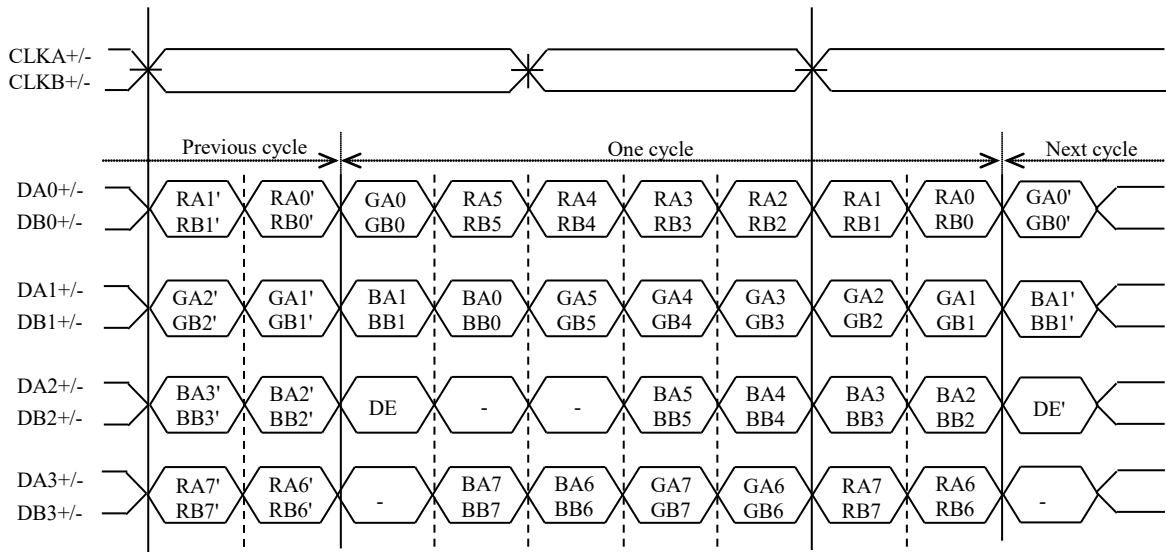 CLKA+/-
CLKB+/-
Previous cycle One cycle Next cycle
DA0+/- RA1' RA0' GA0 RA5 RA4 RA3 RA2 RA1 RA0 GA0'
DB0+/- RB1' RB0' GB0 RB5 RB4 RB3 RB2 RB1 RB0 GB0'
DA1+/- GA2' GA1' BA1 BA0 GA5 GA4 GA3 GA2 GA1 BA1'
DB1+/- GB2' GB1' BB1 BB0 GB5 GB4 GB3 GB2 GB1 BB1'
DA2+/- BA3' BA2' DE - - BA5 BA4 BA3 BA2 DE'
DB2+/- BB3' BB2' BB5 BB4 BB3 BB2
DA3+/- RA7' RA6' - BA7 BA6 GA7 GA6 RA7 RA6 -
DB3+/- RB7' RB6' BB7 BB6 GB7 GB6 RB7 RB6